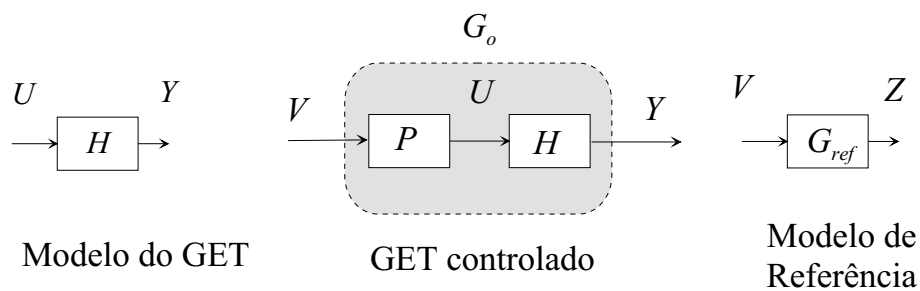 G_o
U
Y
H
V
U
Y
P
H
V
Z
G_ref
Modelo do GET
GET controlado
Modelo de
Referência